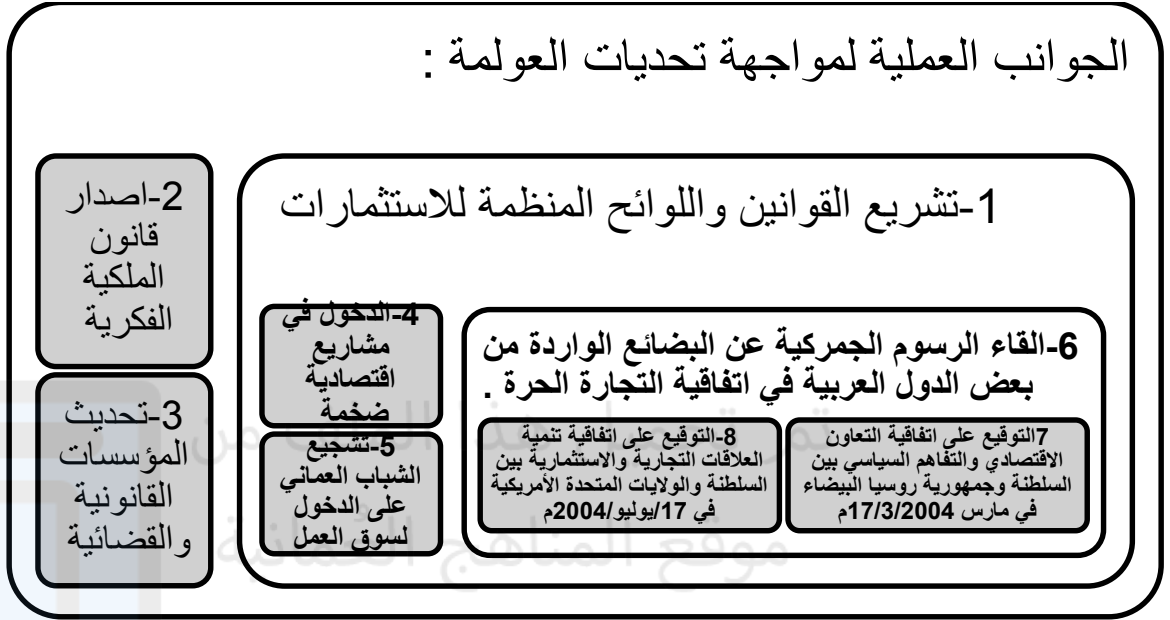 الجوانب العملية لمواجهة تحديات العولمة :
1-تشريع القوانين واللوائح المنظمة للاستثمارات
2-اصدار
قانون
الملكية
الفكرية
3-تحديث
المؤسسات
القانونية
والقضائية
4-الدخول في
مشاريع
اقتصادية
ضخمة
5-تشجيع
الشباب العماني
على الدخول
لسوق العمل
6-القاء الرسوم الجمركية عن البضائع الواردة من
بعض الدول العربية في اتفاقية التجارة الحرة .
7التوقيع على اتفاقية التعاون
الاقتصادي والتفاهم السياسي بين
السلطنة وجمهورية روسيا البيضاء
في مارس 17/3/2004م
8-التوقيع على اتفاقية تنمية
العلاقات التجارية والاستثمارية بين
السلطنة والولايات المتحدة الأمريكية
في 17/يوليو/2004م
موقع المناهج العمانية